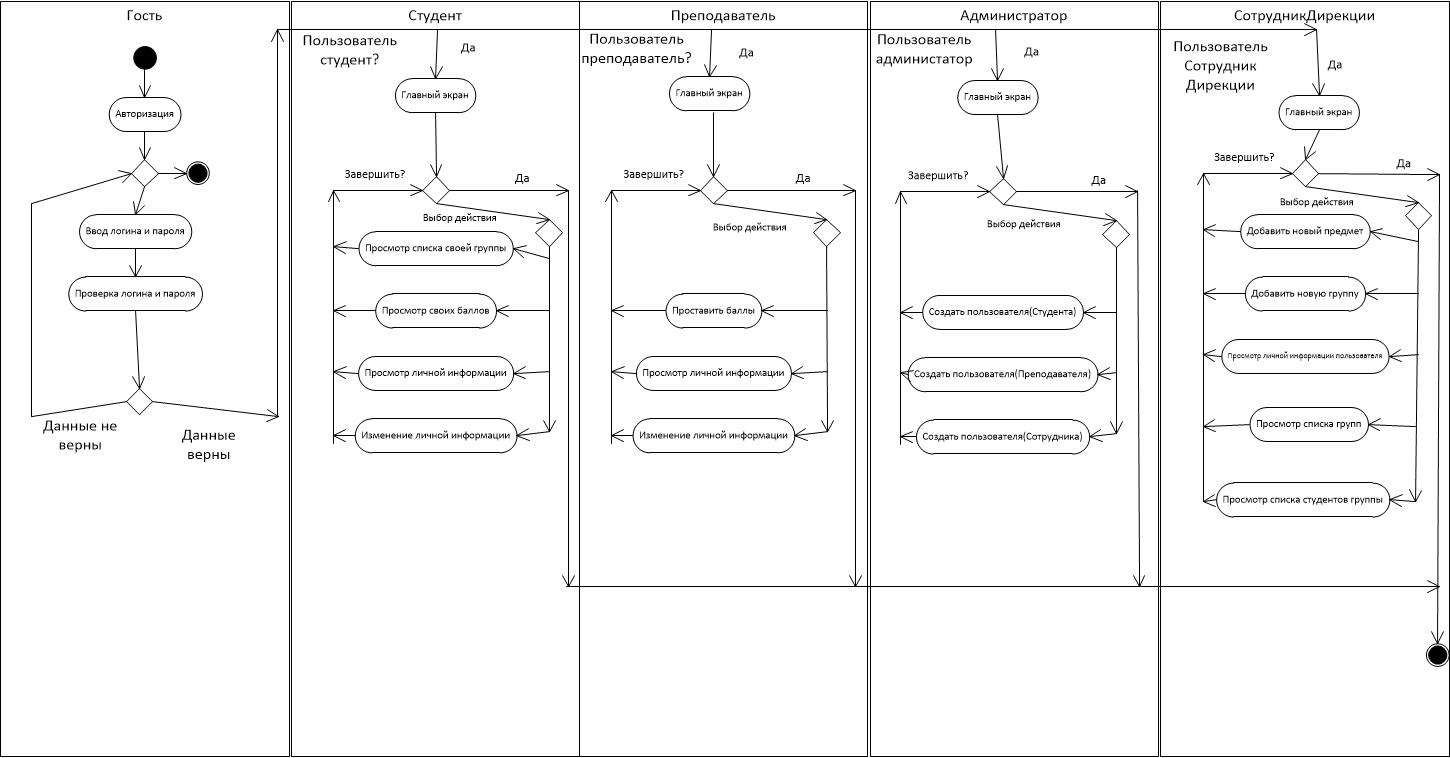 Гость
Авторизация
Ввод логина и пароля
Проверка логина и пароля
Данные не
верны
Данные
верны
Студент
Пользователь
студент?
Да
Главный экран
Завершить?
Да
Выбор действия
Просмотр списка своей группы
Просмотр своих баллов
Просмотр личной информации
Изменение личной информации
Преподаватель
Пользователь
преподаватель?
Да
Главный экран
Завершить?
Да
Выбор действия
Проставить баллы
Просмотр личной информации
Изменение личной информации
Администратор
Пользователь
администатор
Да
Главный экран
Завершить?
Да
Выбор действия
Создать пользователя(Студента)
Создать пользователя(Преподавателя)
Создать пользователя(Сотрудника)
СотрудникДирекции
Пользователь
Сотрудник
Дирекции
Да
Главный экран
Завершить?
Да
Выбор действия
Добавить новый предмет
Добавить новую группу
Просмотр личной информации пользователя
Просмотр списка групп
Просмотр списка студентов группы